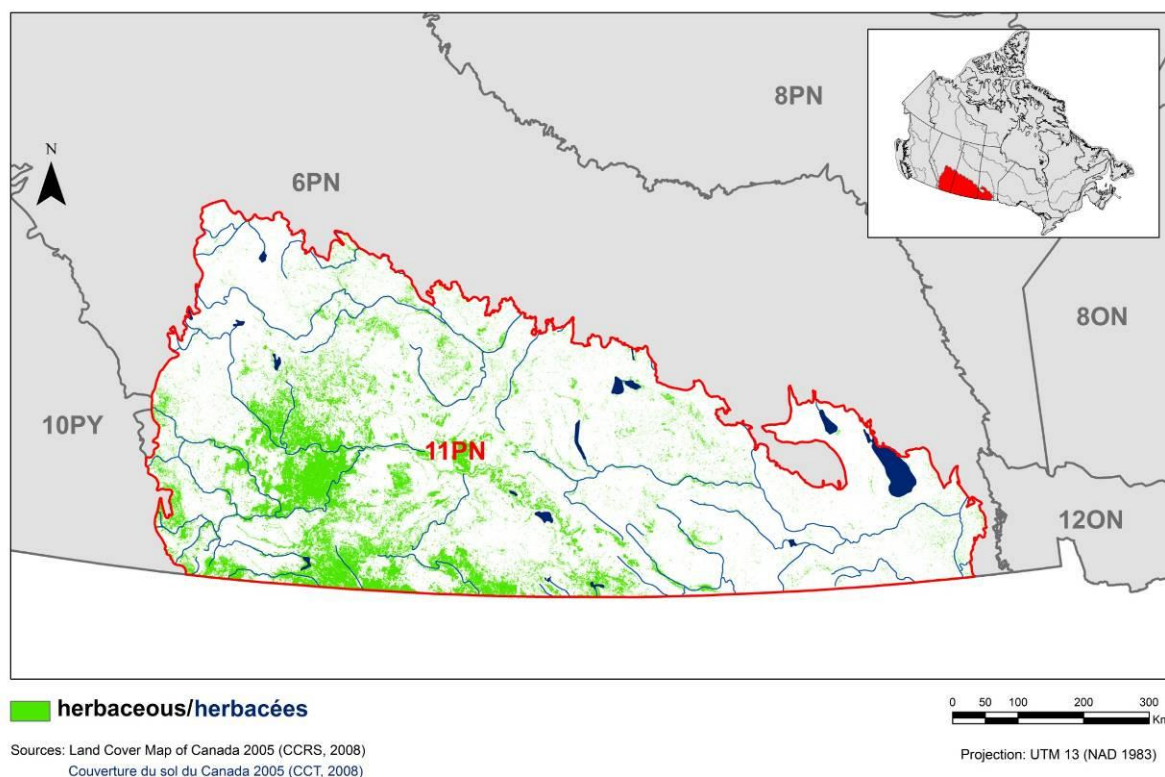 8PN
N
6PN
8ON
10PY
11PN
12ON
herbaceous/herbacées
0 50 100 200 300
Km
Sources: Land Cover Map of Canada 2005 (CCRS, 2008)
Couverture du sol du Canada 2005 (CCT, 2008)
Projection: UTM 13 (NAD 1983)